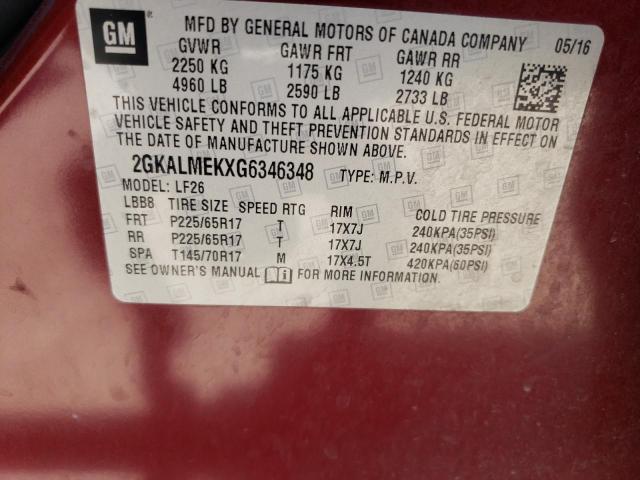 GM
MFD BY GENERAL MOTORS OF CANADA COMPANY 05/16
GVWR GAWR FRT GAWR RR
2250 KG 1175 KG 1240 KG
4960 LB 2590 LB 2733 LB
THIS VEHICLE CONFORMS TO ALL APPLICABLE U.S. FEDERAL MOTOR
VEHICLE SAFETY AND THEFT PREVENTION STANDARDS IN EFFECT ON
THE DATE OF MANUFACTURE SHOWN ABOVE.
2GKALMEKXG6346348 TYPE: M.P.V.
MODEL: LF26
LBB8 TIRE SIZE SPEED RTG RIM COLD TIRE PRESSURE
FRT P225/65R17 T 17X7J 240KPA(35PSI)
RR P225/65R17 T 17X7J 240KPA(35PSI)
SPA T145/70R17 M 17X4.5T 420KPA(60PSI)
SEE OWNER'S MANUAL FOR MORE INFORMATION.